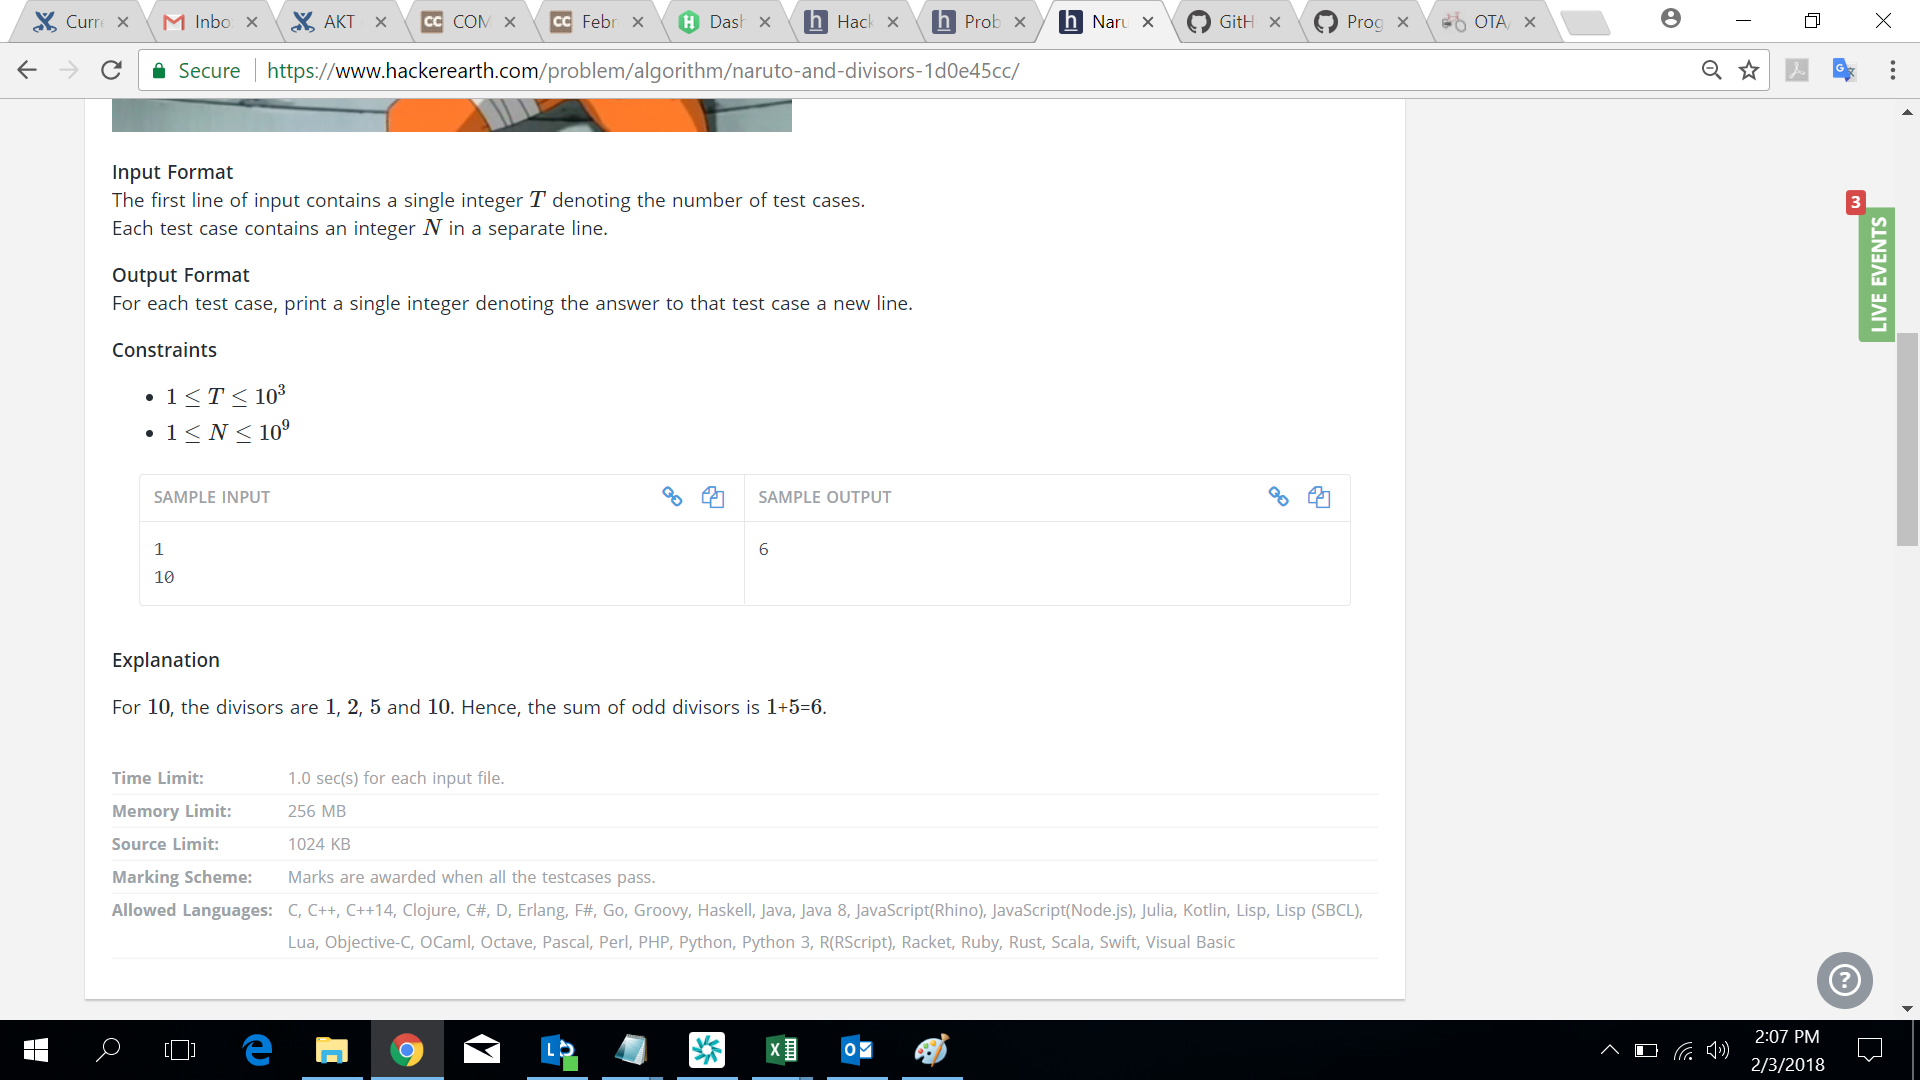 Curr
Inbo
AKT
CC COM
CC Febr
H Dash
h Hack
h Prob
h Naru
GitH
Prog
OTA
Secure https://www.hackerearth.com/problem/algorithm/naruto-and-divisors-1d0e45cc/
Input Format
The first line of input contains a single integer T denoting the number of test cases.
Each test case contains an integer N in a separate line.
Output Format
For each test case, print a single integer denoting the answer to that test case a new line.
Constraints
• 1 ≤ T ≤ 10³
• 1 ≤ N ≤ 10⁹
3
LIVE EVENTS
SAMPLE INPUT
1
10
SAMPLE OUTPUT
6
Explanation
For 10, the divisors are 1, 2, 5 and 10. Hence, the sum of odd divisors is 1+5=6.
Time Limit: 1.0 sec(s) for each input file.
Memory Limit: 256 MB
Source Limit: 1024 KB
Marking Scheme: Marks are awarded when all the testcases pass.
Allowed Languages: C, C++, C++14, Clojure, C#, D, Erlang, F#, Go, Groovy, Haskell, Java, Java 8, JavaScript(Rhino), JavaScript(Node.js), Julia, Kotlin, Lisp, Lisp (SBCL),
Lua, Objective-C, OCaml, Octave, Pascal, Perl, PHP, Python, Python 3, R(RScript), Racket, Ruby, Rust, Scala, Swift, Visual Basic
?
2:07 PM
2/3/2018